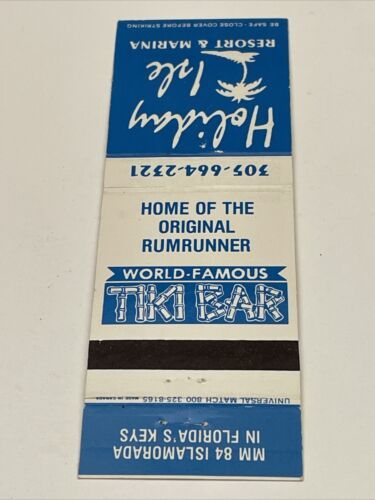 BE SAFE - CLOSE COVER BEFORE STRIKING
Holiday
Isle
RESORT & MARINA
305-664-2321
HOME OF THE
ORIGINAL
RUMRUNNER
WORLD-FAMOUS
TIKI BAR
UNIVERSAL MATCH 800 325-8165
MADE IN CANADA
MM 84 ISLAMORADA
IN FLORIDA'S KEYS